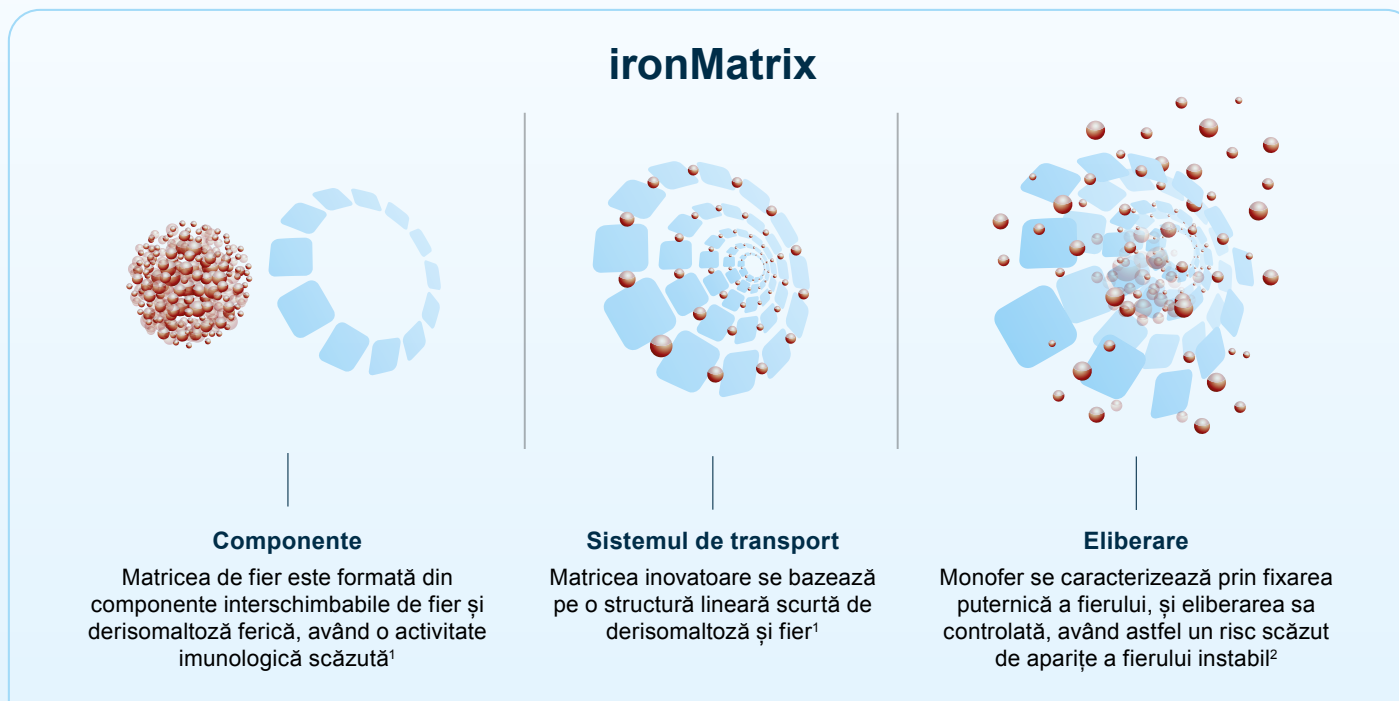 ironMatrix
Componente
Matricea de fier este formată din
componente interschimbabile de fier și
derisomaltoză ferică, având o activitate
imunologică scăzută¹
Sistemul de transport
Matricea inovatoare se bazează
pe o structură lineară scurtă de
derisomaltoză și fier¹
Eliberare
Monofer se caracterizează prin fixarea
puternică a fierului, și eliberarea sa
controlată, având astfel un risc scăzut
de aparițe a fierului instabil²